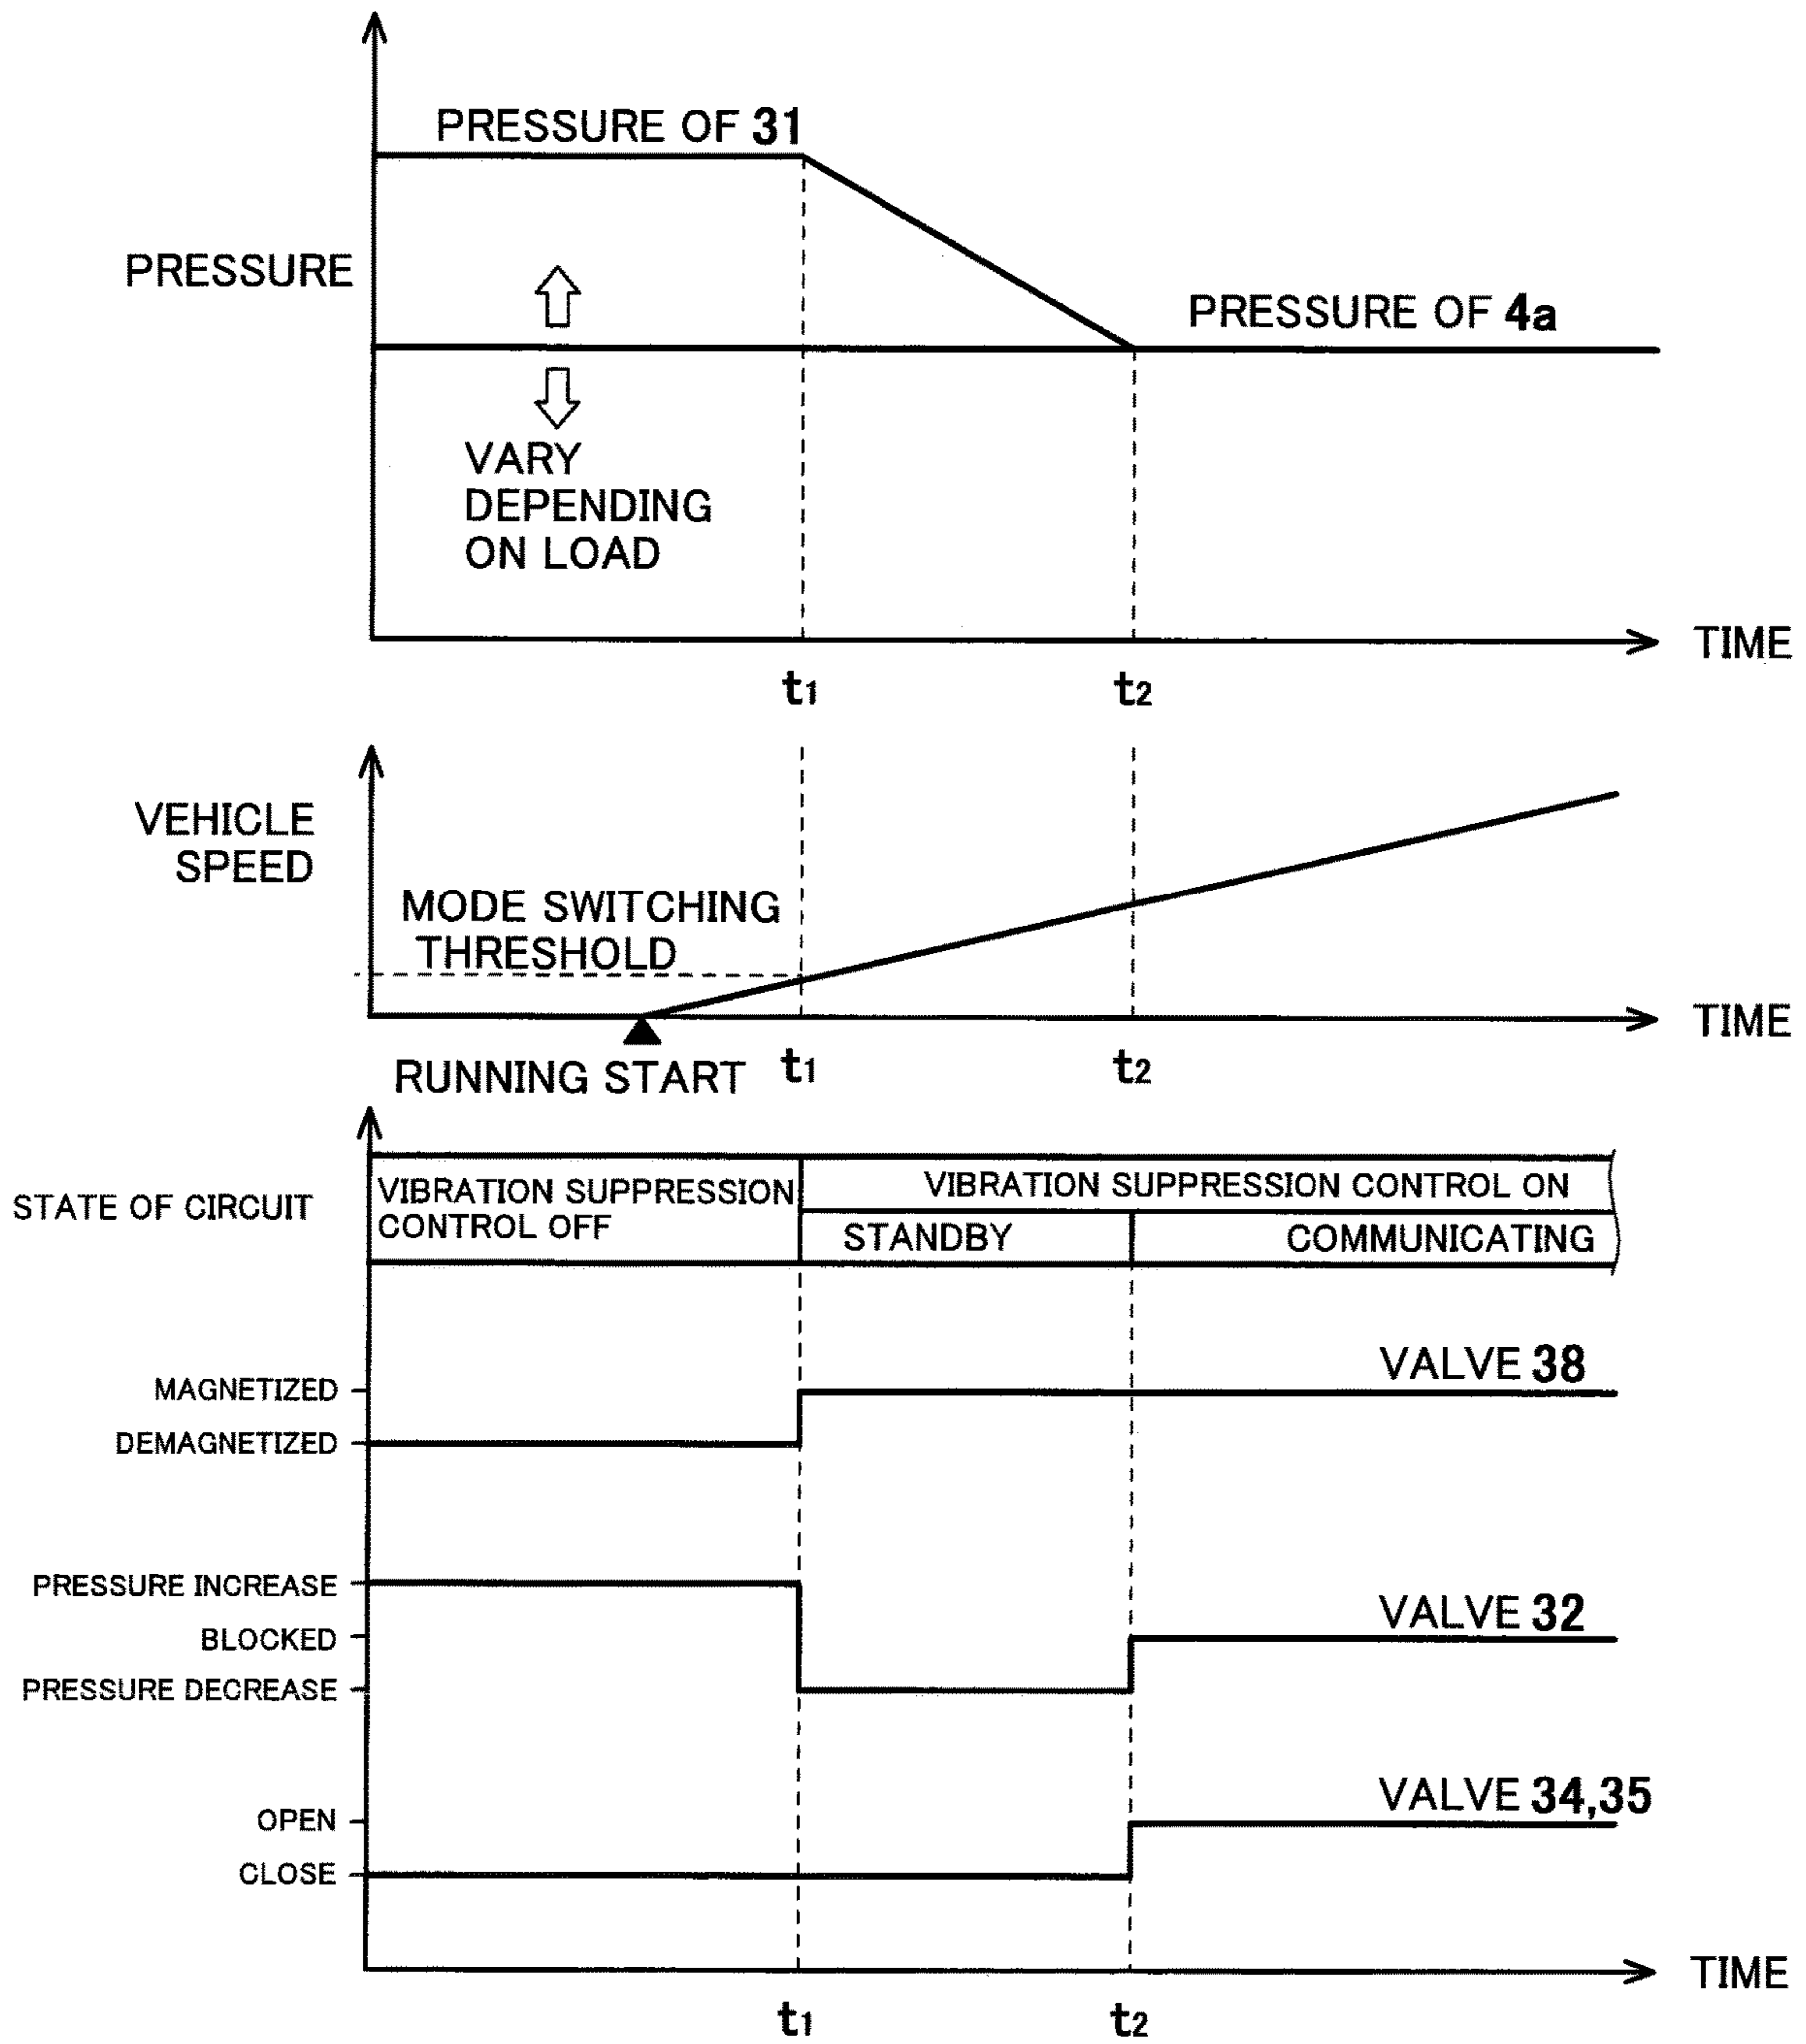 PRESSURE OF 31
PRESSURE
PRESSURE OF 4a
VARY
DEPENDING
ON LOAD
TIME
t1
t2
VEHICLE
SPEED
MODE SWITCHING
THRESHOLD
TIME
RUNNING START
t1
t2
STATE OF CIRCUIT
VIBRATION SUPPRESSION
CONTROL OFF
VIBRATION SUPPRESSION CONTROL ON
STANDBY
COMMUNICATING
VALVE 38
MAGNETIZED
DEMAGNETIZED
PRESSURE INCREASE
VALVE 32
BLOCKED
PRESSURE DECREASE
VALVE 34,35
OPEN
CLOSE
TIME
t1
t2